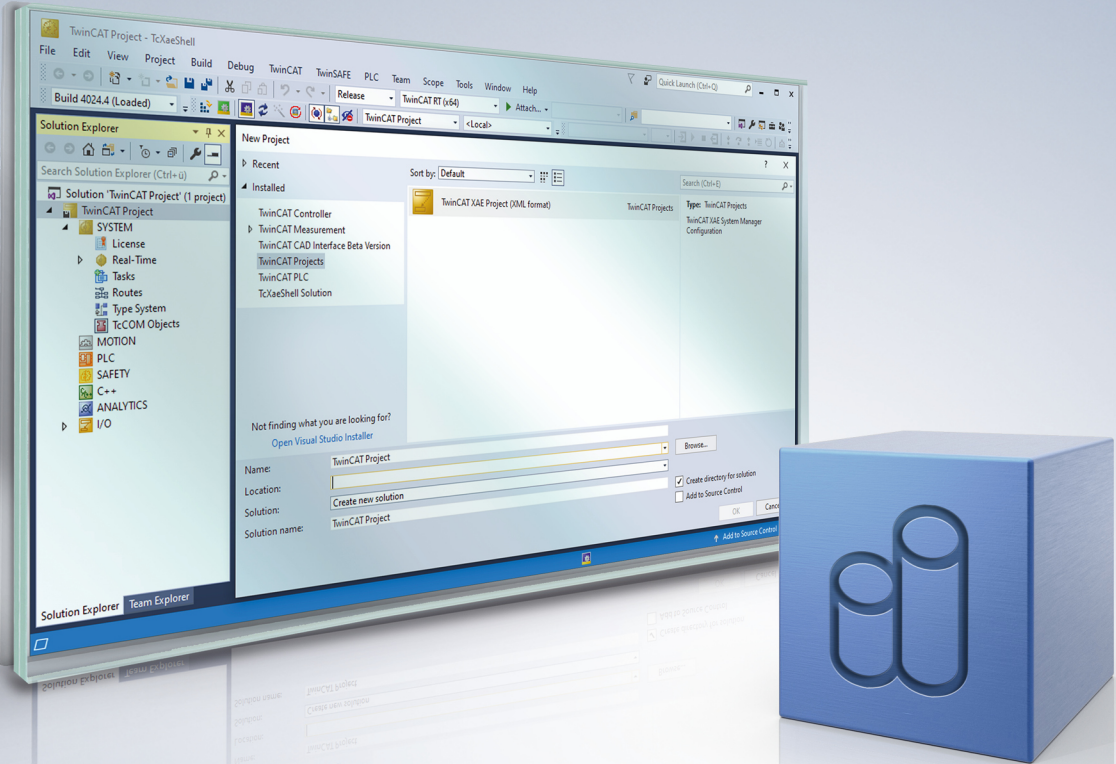 TwinCAT Project - TcXaeShell
Quick Launch (Ctrl+Q)
File Edit View Project Build Debug TwinCAT TwinSAFE PLC Team Scope Tools Window Help
Release TwinCAT RT (x64) Attach...
Build 4024.4 (Loaded) TwinCAT Project <Local>
Solution Explorer
Search Solution Explorer (Ctrl+ü)
Solution 'TwinCAT Project' (1 project)
TwinCAT Project
SYSTEM
License
Real-Time
Tasks
Routes
Type System
TcCOM Objects
MOTION
PLC
SAFETY
C++
ANALYTICS
I/O
Solution Explorer Team Explorer
New Project
? X
Recent
Installed
TwinCAT Controller
TwinCAT Measurement
TwinCAT CAD Interface Beta Version
TwinCAT Projects
TwinCAT PLC
TcXaeShell Solution
Not finding what you are looking for?
Open Visual Studio Installer
Sort by: Default
TwinCAT XAE Project (XML format) TwinCAT Projects
Search (Ctrl+E)
Type: TwinCAT Projects
TwinCAT XAE System Manager
Configuration
Name: TwinCAT Project
Location:
Browse...
Solution: Create new solution
Solution name: TwinCAT Project
Create directory for solution
Add to Source Control
OK Cance
Add to Source Control